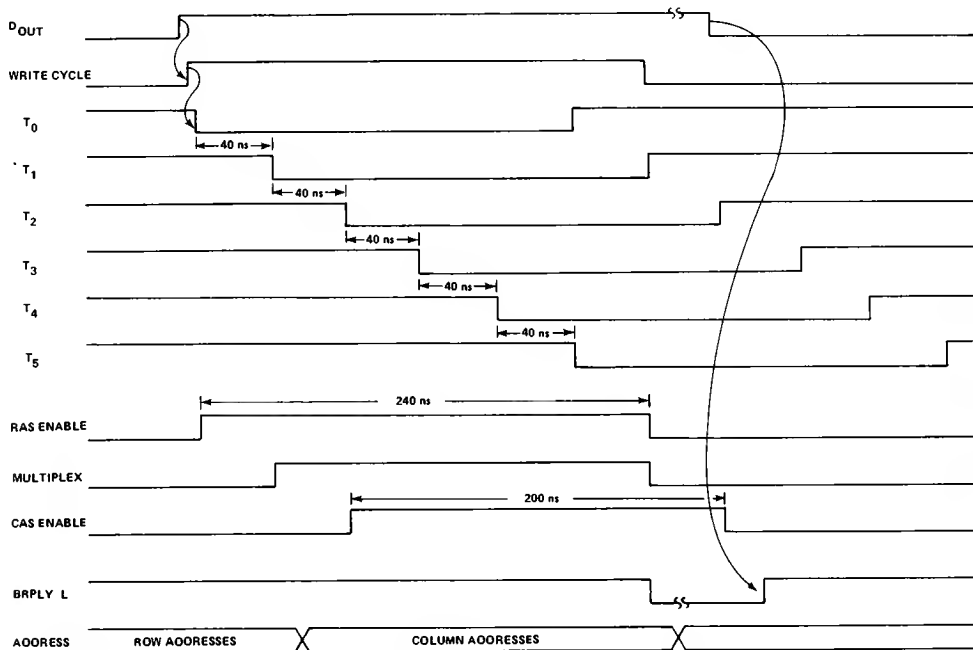 D OUT
WRITE CYCLE
T0
40 ns
T1
40 ns
T2
40 ns
T3
40 ns
T4
40 ns
T5
240 ns
RAS ENABLE
MULTIPLEX
200 ns
CAS ENABLE
BRPLY L
AOORESS ROW AOORESSES COLUMN AOORESSES